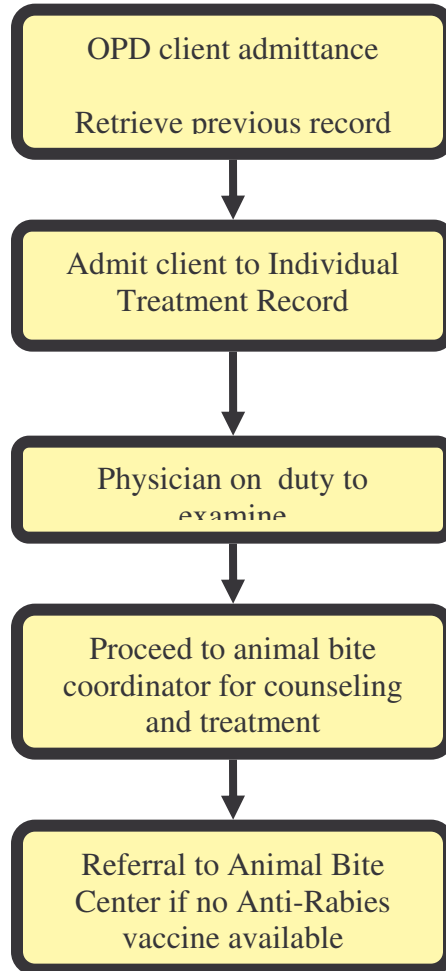 OPD client admittance
Retrieve previous record
Admit client to Individual
Treatment Record
Physician on duty to
examine
Proceed to animal bite
coordinator for counseling
and treatment
Referral to Animal Bite
Center if no Anti-Rabies
vaccine available